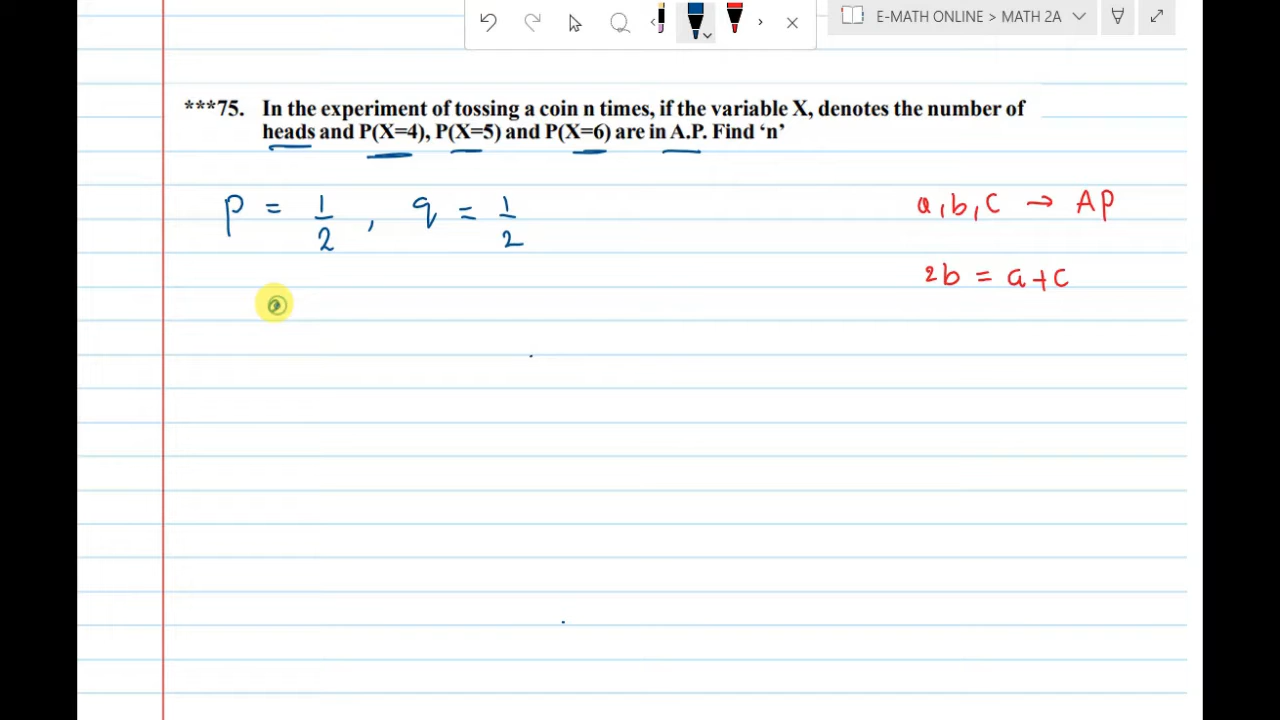 E-MATH ONLINE > MATH 2A
***75. In the experiment of tossing a coin n times, if the variable X, denotes the number of
heads and P(X=4), P(X=5) and P(X=6) are in A.P. Find ‘n’
p = 1/2 , q = 1/2
a, b, c → AP
2b = a+c